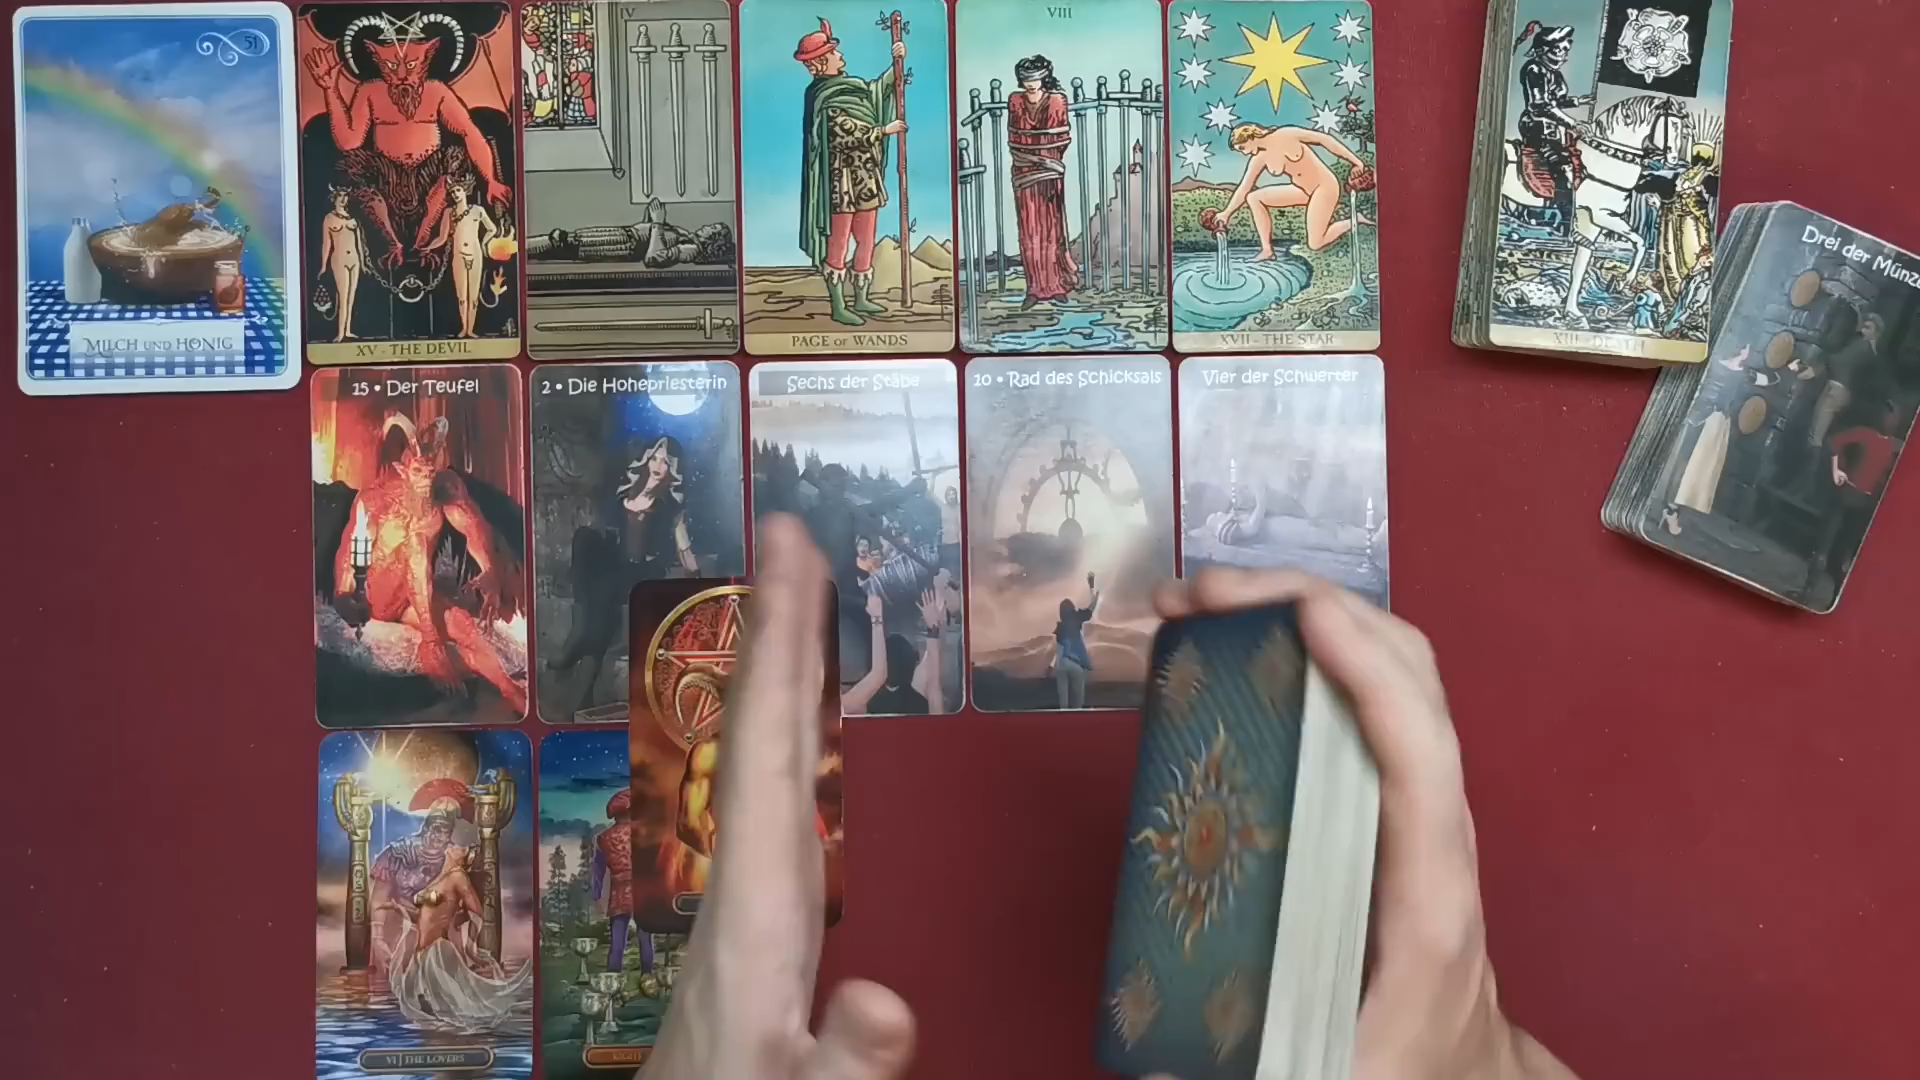 51
MILCH UND HONIG
XV - THE DEVIL
IV
PAGE OF WANDS
VIII
XVII - THE STAR
XIII - DEATH
Drei der Münz
15 • Der Teufel
2 • Die Hohepriesterin
Sechs der Stäbe
10 • Rad des Schicksals
Vier der Schwerter
VI | THE LOVERS
EIGHT